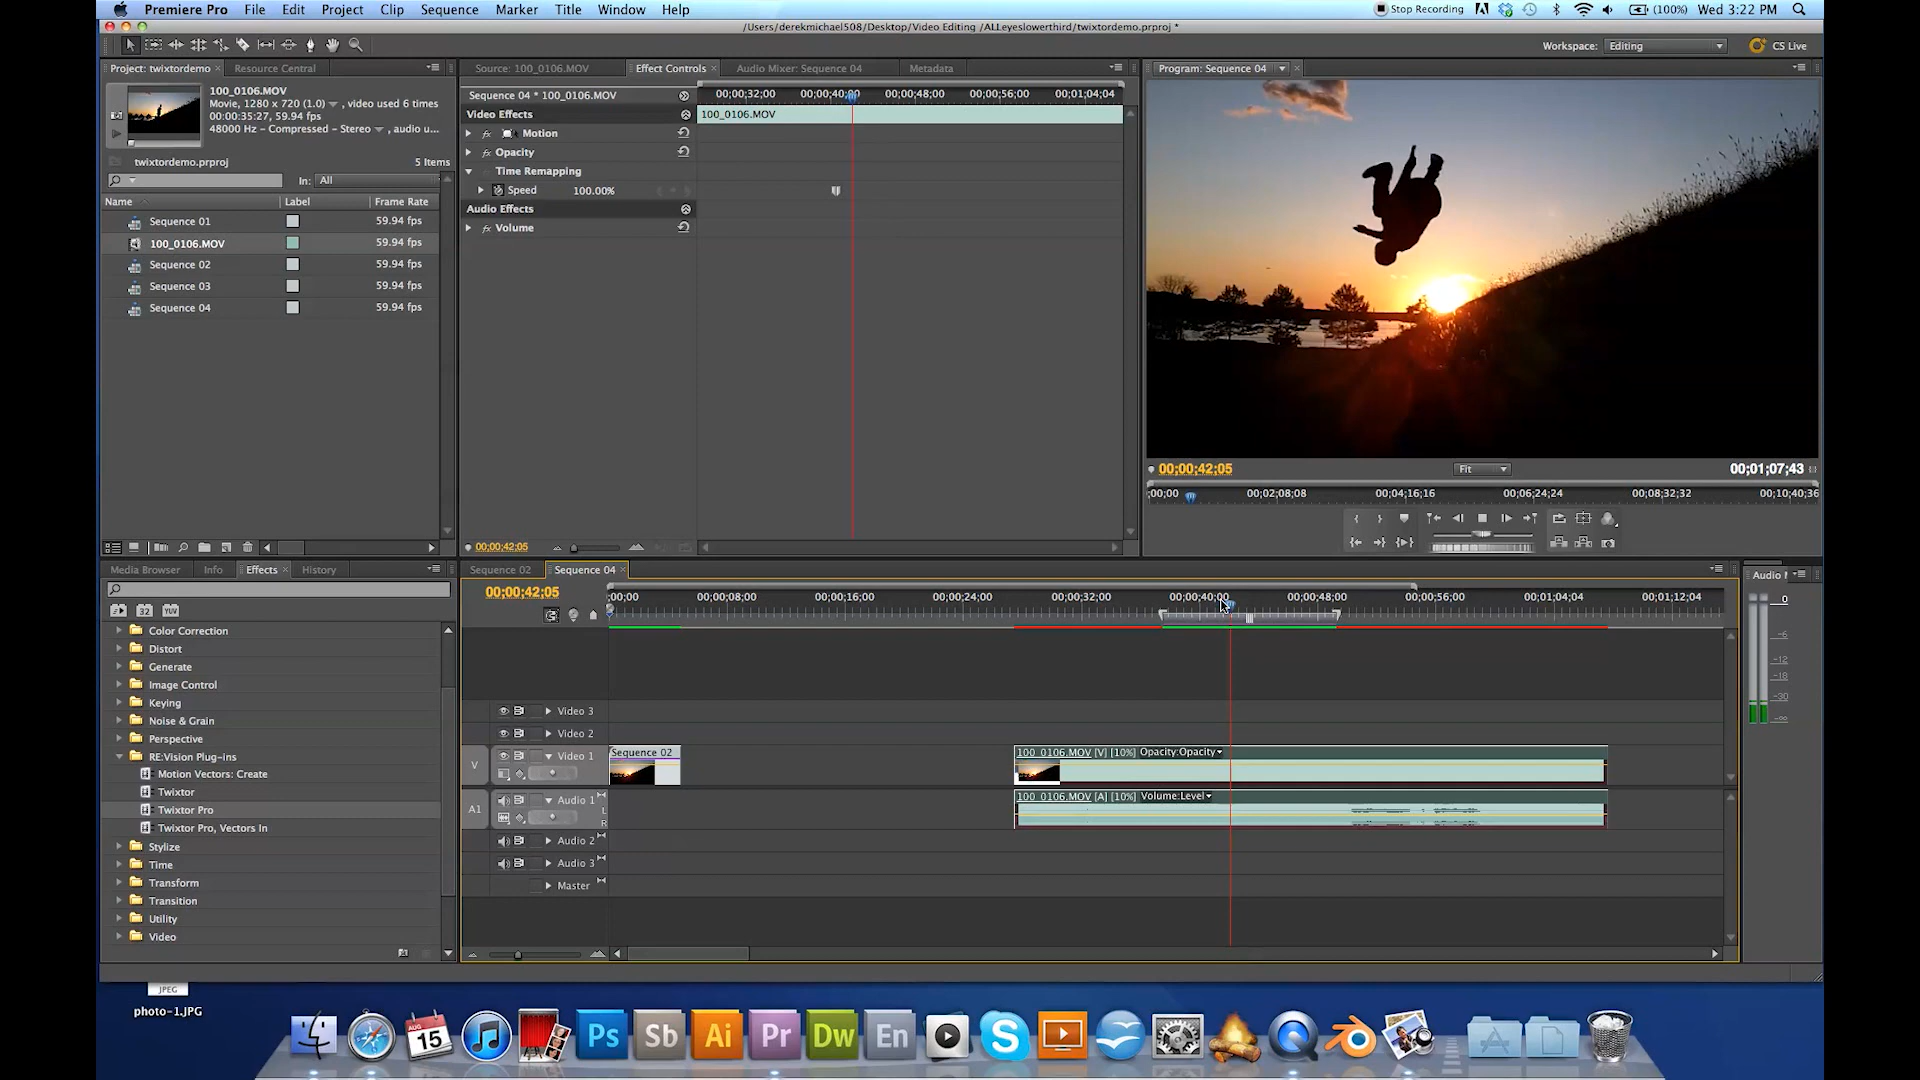 Premiere Pro File Edit Project Clip Sequence Marker Title Window Help
Stop Recording (100%) Wed 3:22 PM
/Users/derekmichael508/Desktop/Video Editing /ALLeyeslowerthird/twixtordemo.prproj *
Workspace: Editing CS Live
Project: twixtordemo Resource Central
100_0106.MOV
Movie, 1280 x 720 (1.0) , video used 6 times
00;00;35;27, 59.94 fps
48000 Hz - Compressed - Stereo , audio u...
twixtordemo.prproj 5 Items
In: All
Name Label Frame Rate
Sequence 01 59.94 fps
100_0106.MOV 59.94 fps
Sequence 02 59.94 fps
Sequence 03 59.94 fps
Sequence 04 59.94 fps
Source: 100_0106.MOV Effect Controls Audio Mixer: Sequence 04 Metadata
Sequence 04 * 100_0106.MOV
00;00;32;00 00;00;40;00 00;00;48;00 00;00;56;00 00;01;04;04
Video Effects 100_0106.MOV
fx Motion
fx Opacity
Time Remapping
Speed 100.00%
Audio Effects
fx Volume
00;00;42;05
Program: Sequence 04
00;00;42;05 Fit 00;01;07;43
;00;00 00;02;08;08 00;04;16;16 00;06;24;24 00;08;32;32 00;10;40;36
Media Browser Info Effects History
32 YUV
Color Correction
Distort
Generate
Image Control
Keying
Noise & Grain
Perspective
RE:Vision Plug-ins
Motion Vectors: Create
Twixtor
Twixtor Pro
Twixtor Pro, Vectors In
Stylize
Time
Transform
Transition
Utility
Video
Sequence 02 Sequence 04
00;00;42;05
;00;00 00;00;08;00 00;00;16;00 00;00;24;00 00;00;32;00 00;00;40;00 00;00;48;00 00;00;56;00 00;01;04;04 00;01;12;04
Video 3
Video 2
V Video 1 Sequence 02 100_0106.MOV [V] [10%] Opacity:Opacity
A1 Audio 1 L R 100_0106.MOV [A] [10%] Volume:Level
Audio 2
Audio 3
Master
Audio
0
-6
-12
-18
-30
-∞
JPEG
photo-1.JPG
AUG
15
Ps Sb Ai Pr Dw En